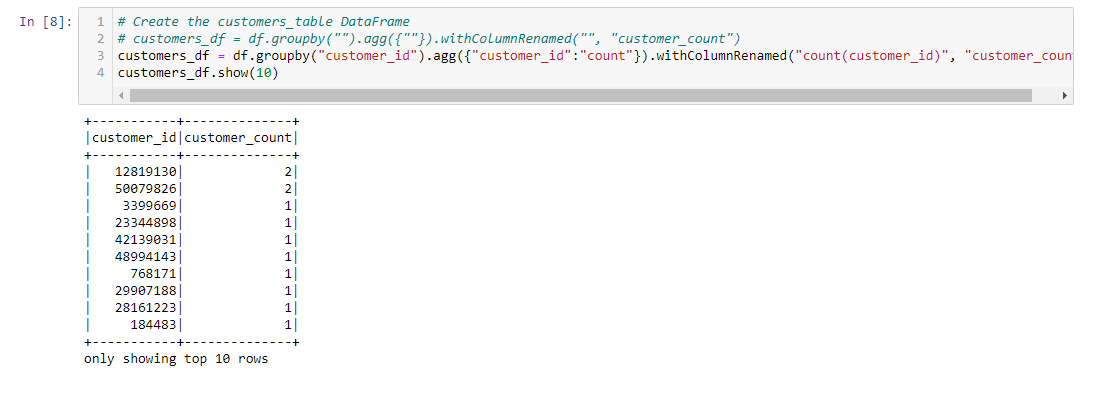 In [8]:
1 # Create the customers_table DataFrame
2 # customers_df = df.groupby("").agg({""}).withColumnRenamed("", "customer_count")
3 customers_df = df.groupby("customer_id").agg({"customer_id":"count"}).withColumnRenamed("count(customer_id)", "customer_coun
4 customers_df.show(10)
+-----------+--------------+
|customer_id|customer_count|
+-----------+--------------+
|   12819130|             2|
|   50079826|             2|
|    3399669|             1|
|   23344898|             1|
|   42139031|             1|
|   48994143|             1|
|     768171|             1|
|   29907188|             1|
|   28161223|             1|
|     184483|             1|
+-----------+--------------+
only showing top 10 rows